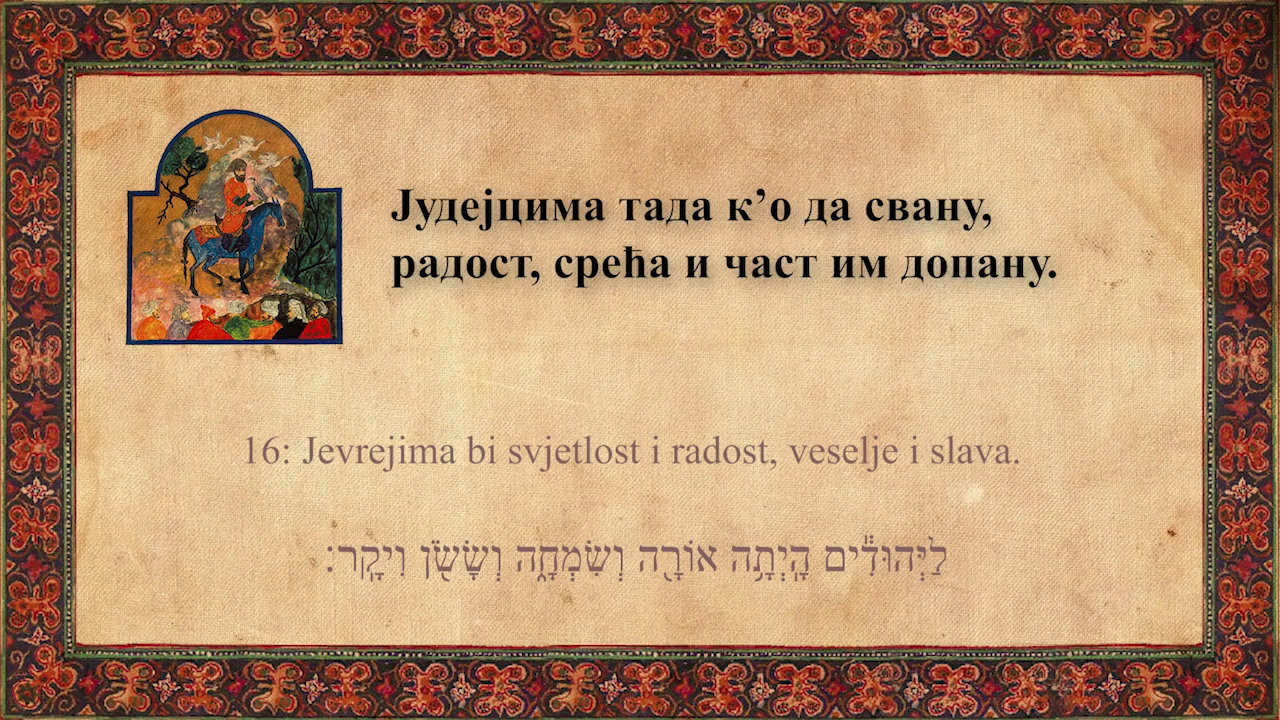 Јудејцима тада к’о да свану,
радост, срећа и част им допану.
16: Jevrejima bi svjetlost i radost, veselje i slava.
לַיְּהוּדִ֕ים הָֽיְתָ֥ה אוֹרָ֖ה וְשִׂמְחָ֑ה וְשָׂשֹׂ֖ן וִיקָֽר׃